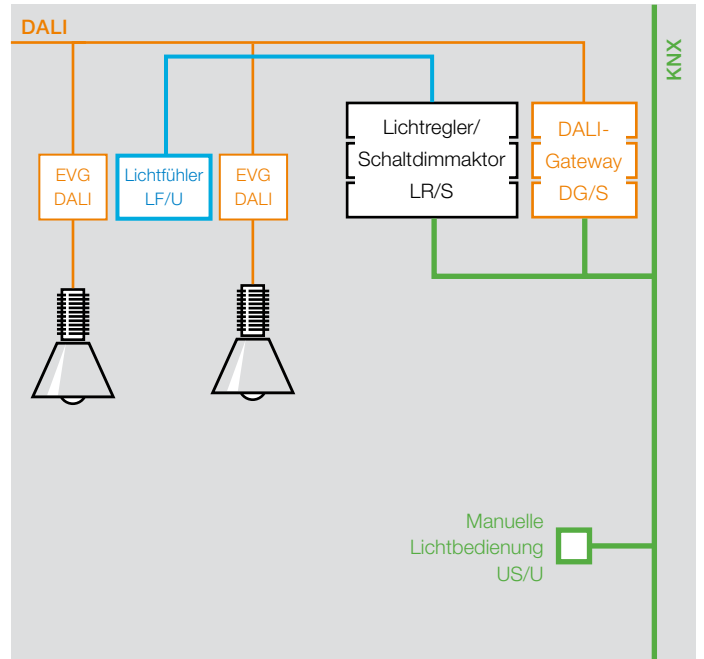 DALI
KNX
EVG
DALI
Lichtfühler
LF/U
EVG
DALI
Lichtregler/
Schaltdimmaktor
LR/S
DALI-
Gateway
DG/S
Manuelle
Lichtbedienung
US/U